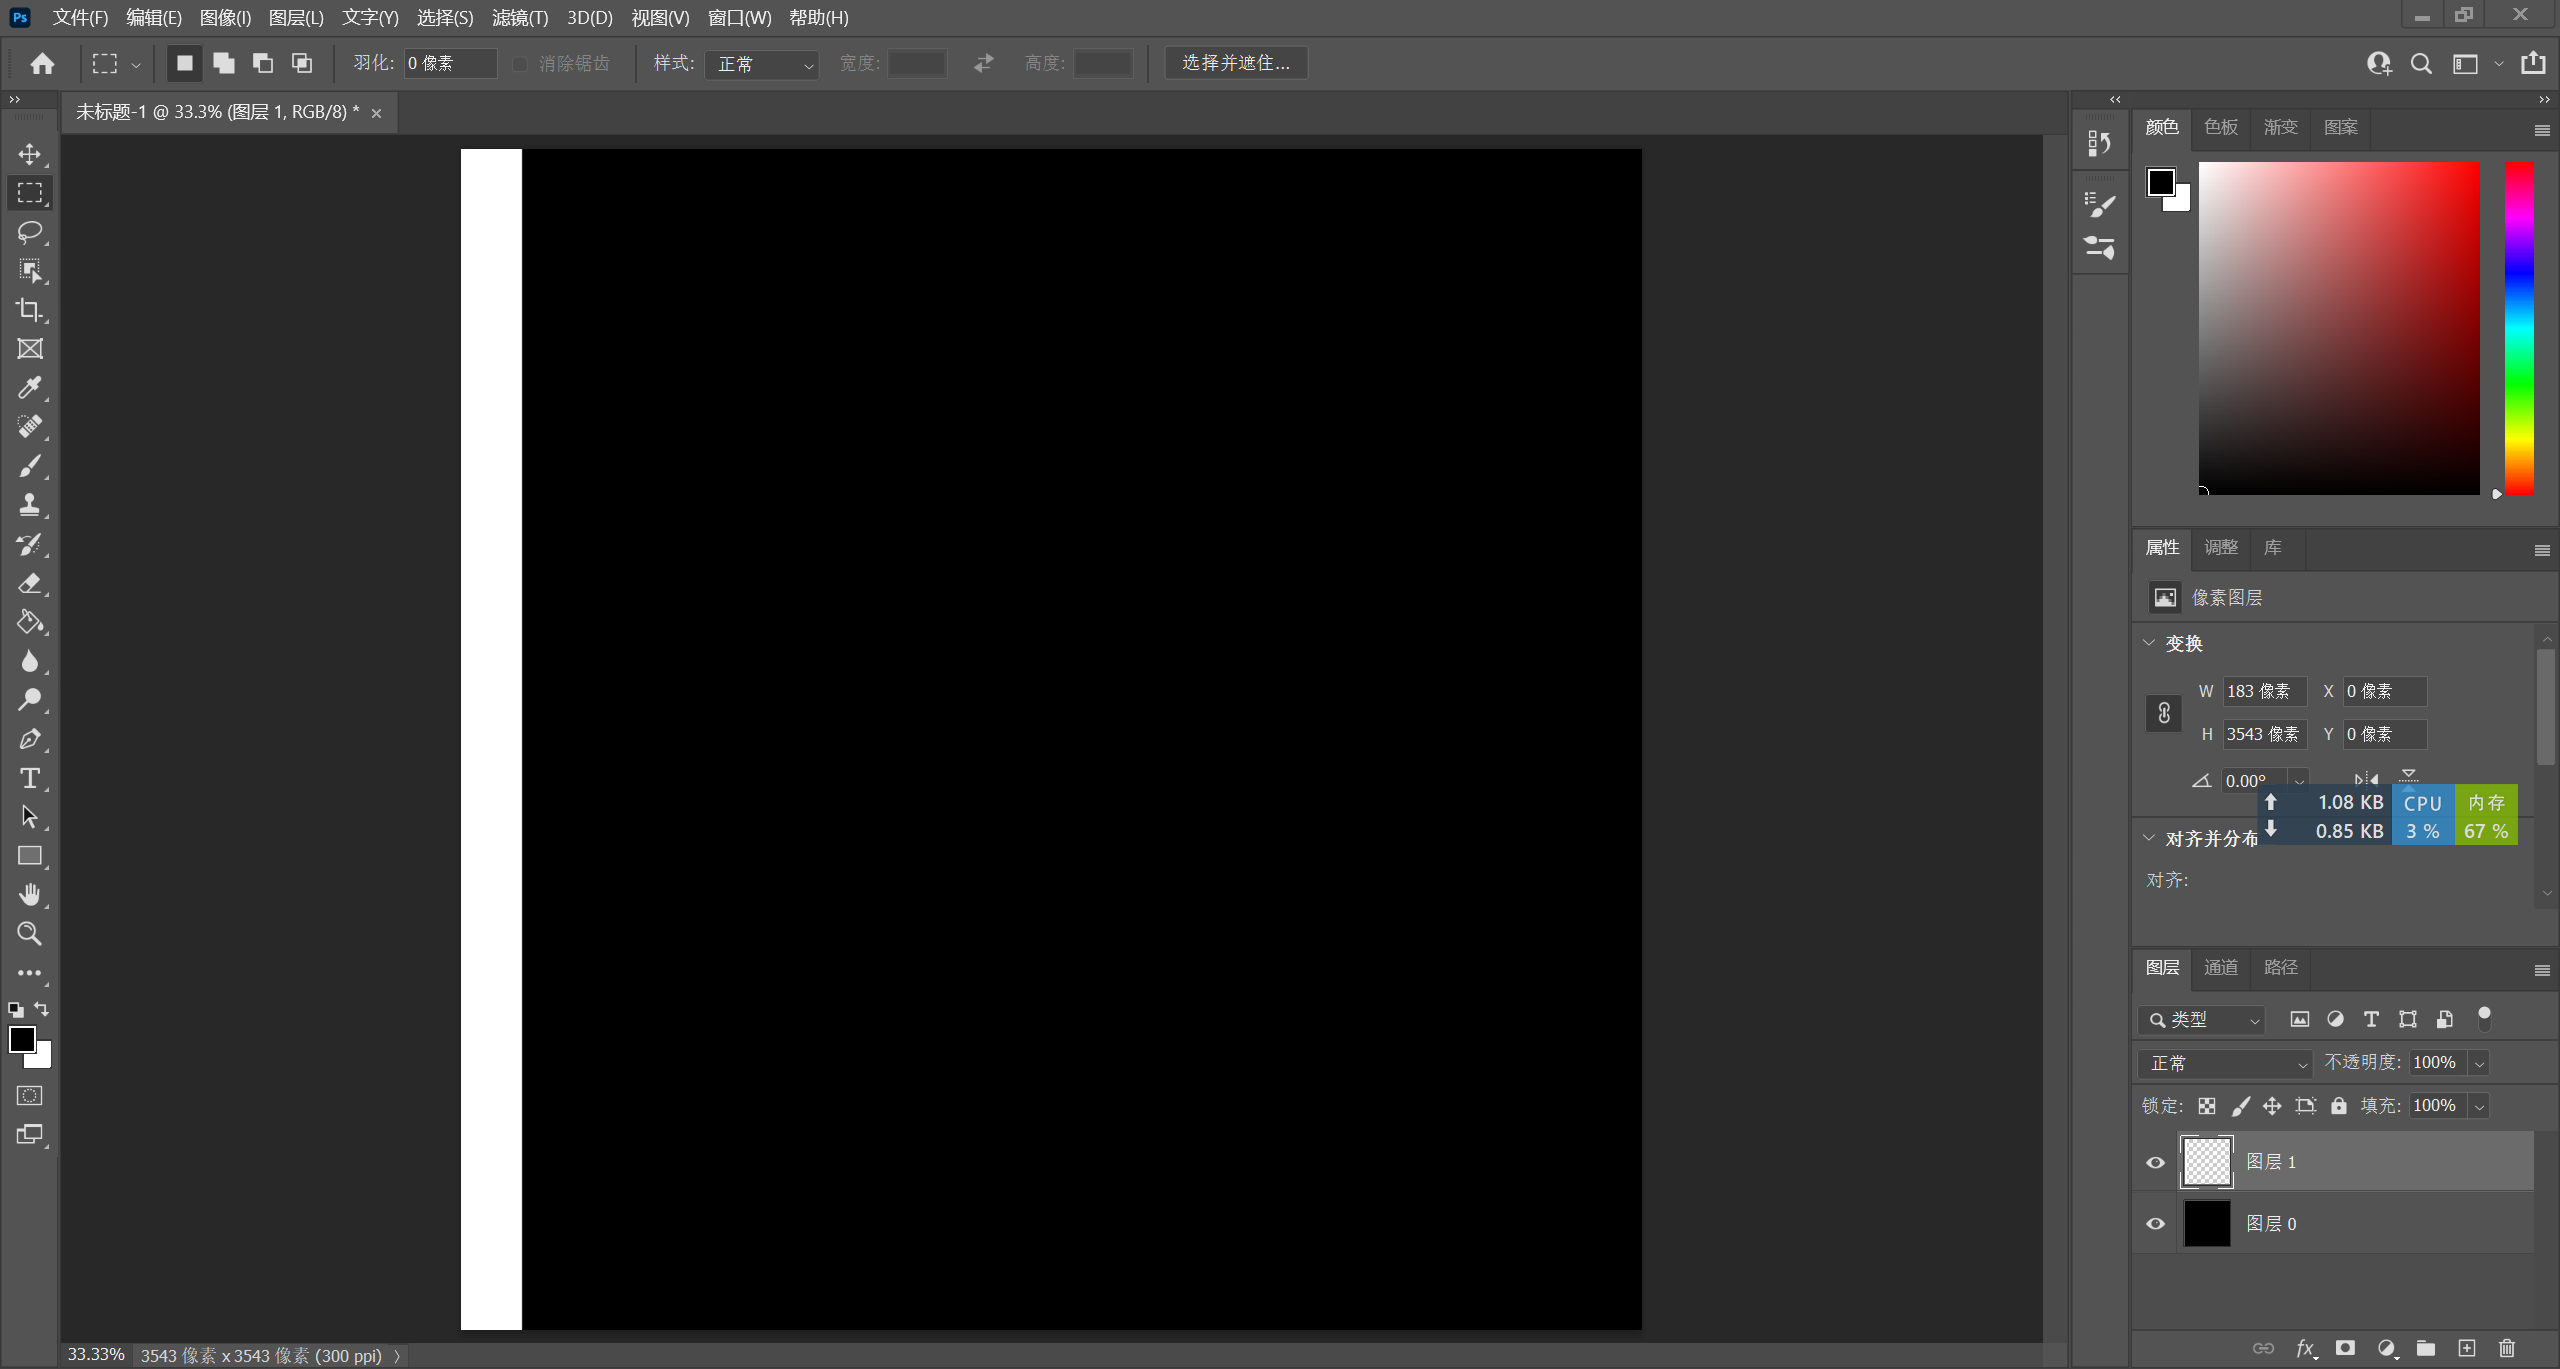 Ps 文件(F) 编辑(E) 图像(I) 图层(L) 文字(Y) 选择(S) 滤镜(T) 3D(D) 视图(V) 窗口(W) 帮助(H)
羽化: 0 像素 消除锯齿 样式: 正常 宽度: 高度: 选择并遮住...
未标题-1 @ 33.3% (图层 1, RGB/8) *
颜色 色板 渐变 图案
属性 调整 库
像素图层
变换
W 183 像素 X 0 像素
H 3543 像素 Y 0 像素
0.00°
1.08 KB CPU 内存
0.85 KB 3 % 67 %
对齐并分布
对齐:
图层 通道 路径
类型
正常 不透明度: 100%
锁定: 填充: 100%
图层 1
图层 0
fx
33.33% 3543 像素 x 3543 像素 (300 ppi)